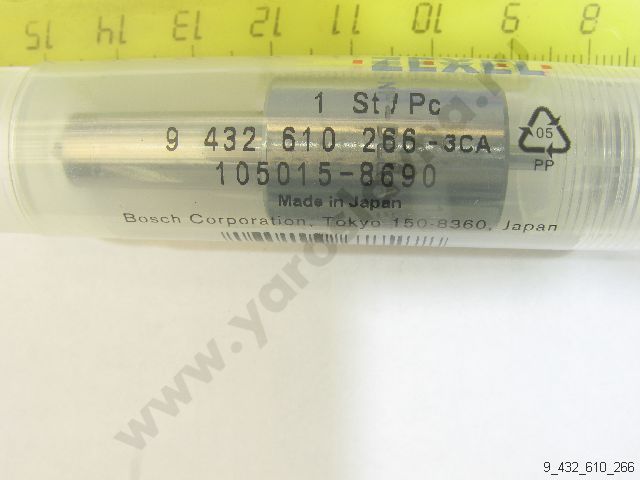 15 14 13 12 11 10 9 8
ZEXEL
1 St / Pc
9 432 610 266-3CA
105015-8690
05
PP
Made in Japan
Bosch Corporation, Tokyo 150-8360, Japan
9_432_610_266